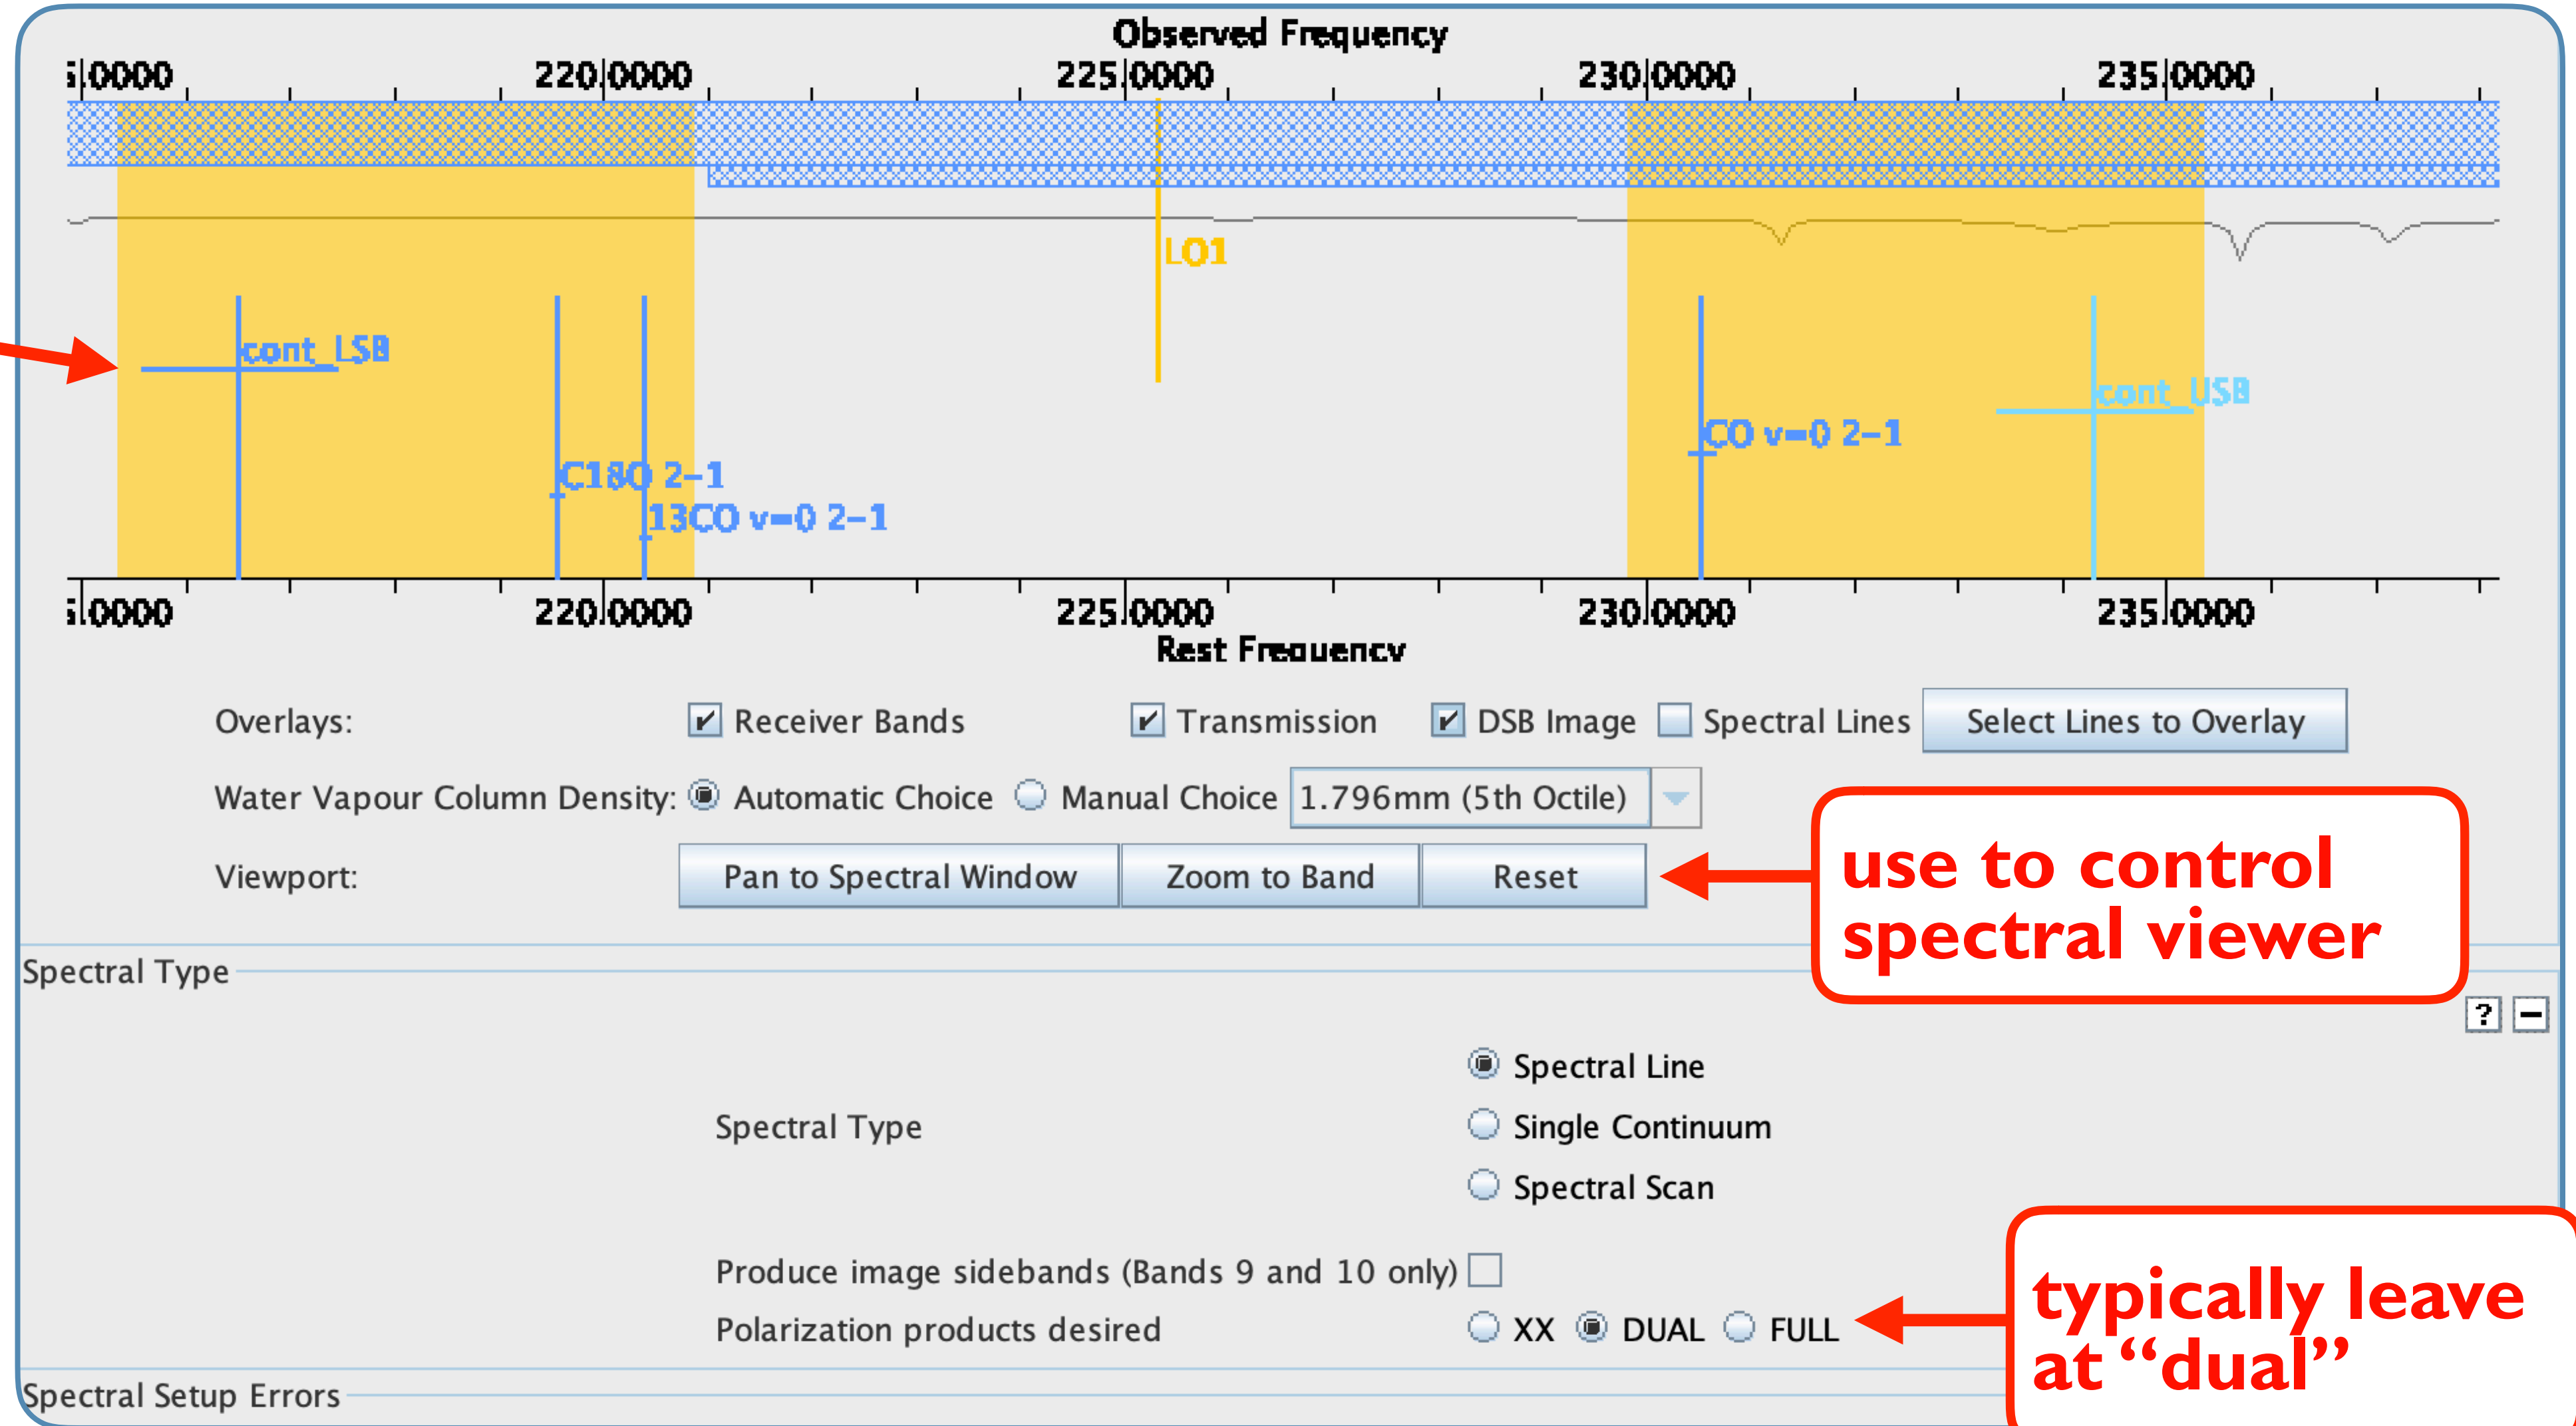 Observed Frequency
5.0000 220.0000 225.0000 230.0000 235.0000
LO1
cont_LSB
cont_USB
CO v=0 2-1
C18O 2-1
13CO v=0 2-1
5.0000 220.0000 225.0000 230.0000 235.0000
Rest Frequency
Overlays: Receiver Bands Transmission DSB Image Spectral Lines Select Lines to Overlay
Water Vapour Column Density: Automatic Choice Manual Choice 1.796mm (5th Octile)
Viewport: Pan to Spectral Window Zoom to Band Reset
use to control
spectral viewer
Spectral Type
? −
Spectral Line
Spectral Type Single Continuum
Spectral Scan
Produce image sidebands (Bands 9 and 10 only)
Polarization products desired XX DUAL FULL
typically leave
at “dual”
Spectral Setup Errors